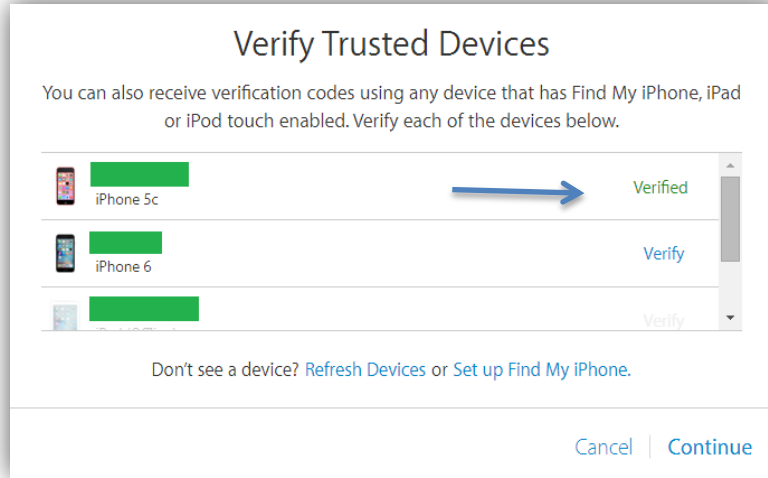 Verify Trusted Devices
You can also receive verification codes using any device that has Find My iPhone, iPad
or iPod touch enabled. Verify each of the devices below.
iPhone 5c
Verified
iPhone 6
Verify
Verify
Don't see a device? Refresh Devices or Set up Find My iPhone.
Cancel
Continue